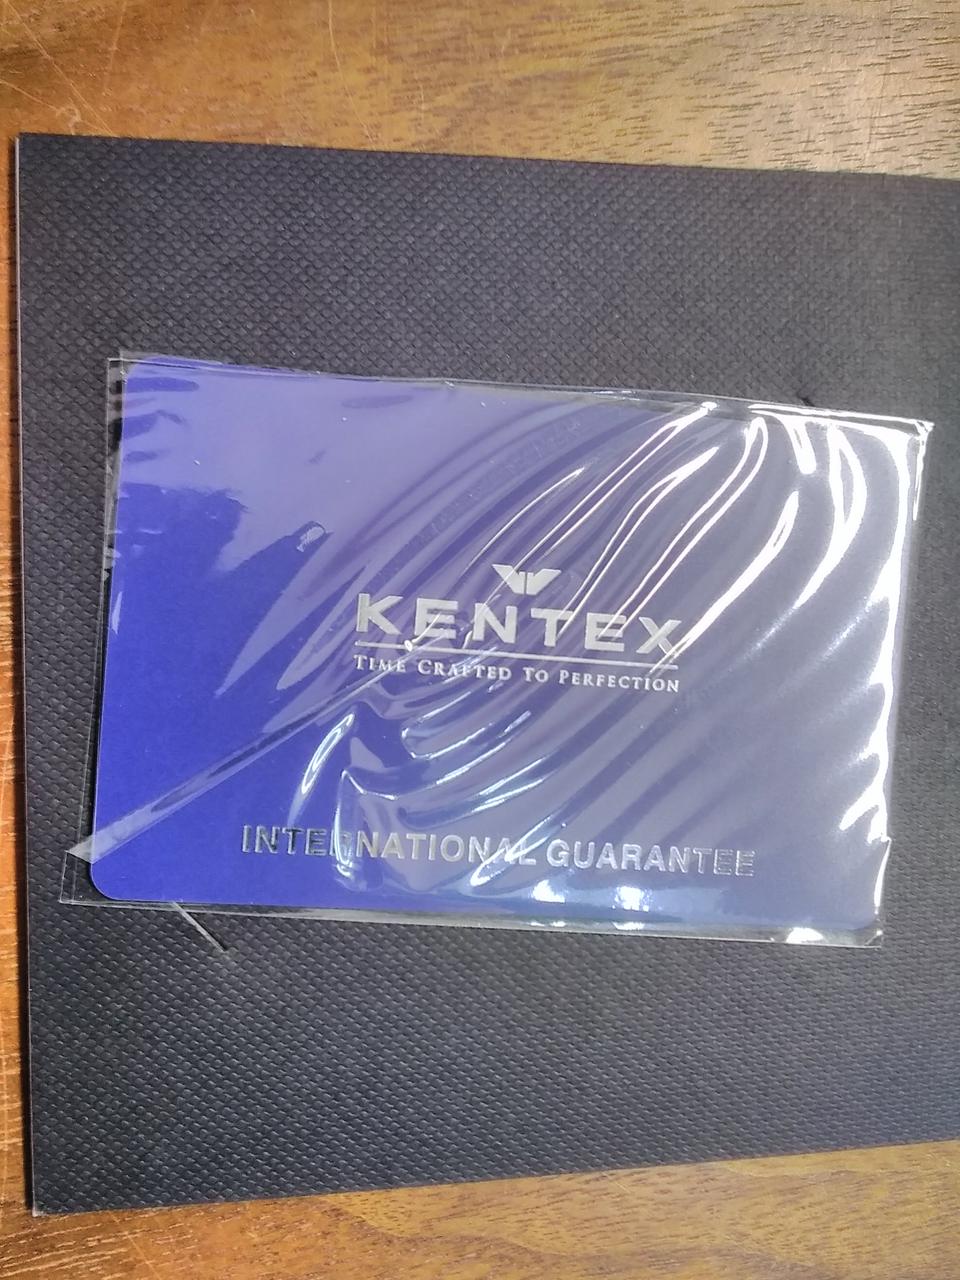 KENTEX
TIME CRAFTED TO PERFECTION
INTERNATIONAL GUARANTEE